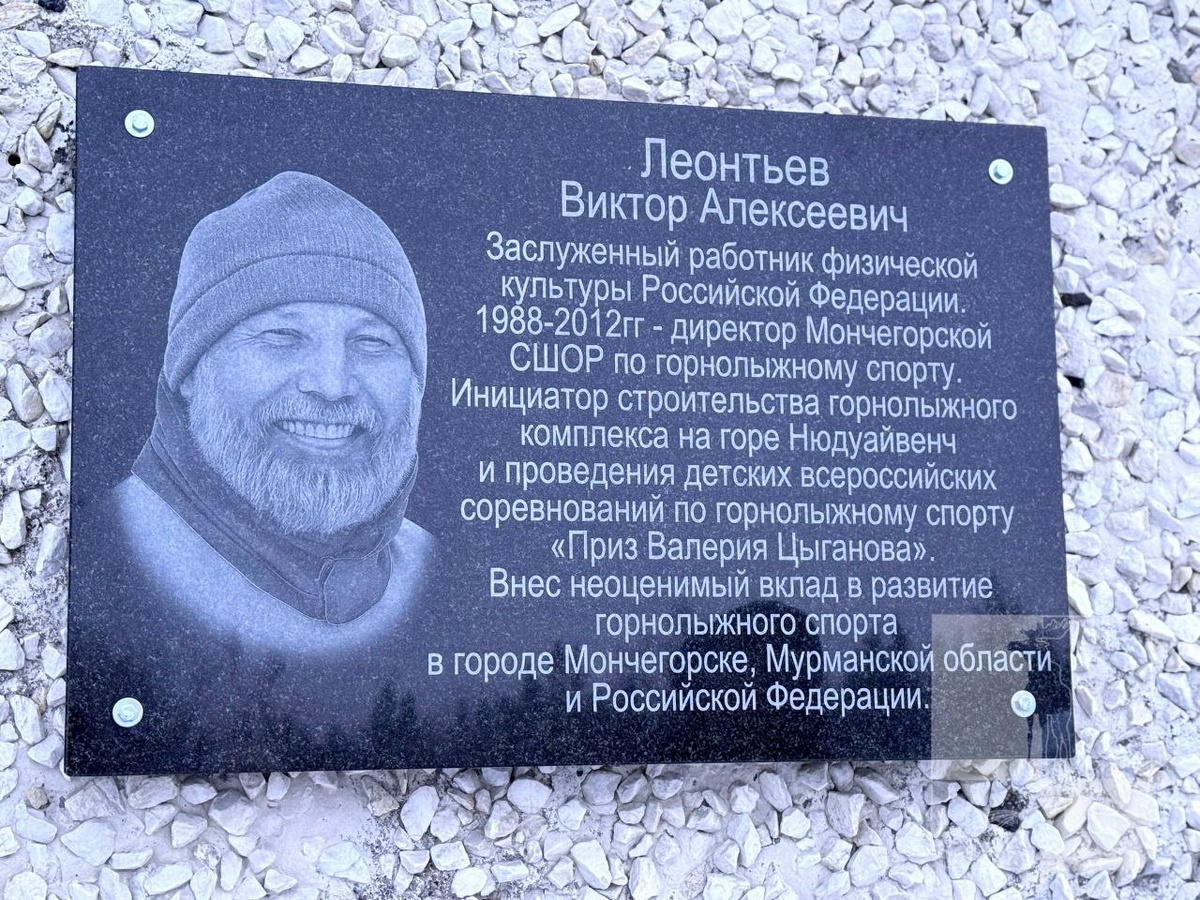 Леонтьев
Виктор Алексеевич
Заслуженный работник физической
культуры Российской Федерации.
1988-2012гг - директор Мончегорской
СШОР по горнолыжному спорту.
Инициатор строительства горнолыжного
комплекса на горе Нюдуайвенч
и проведения детских всероссийских
соревнований по горнолыжному спорту
«Приз Валерия Цыганова».
Внес неоценимый вклад в развитие
горнолыжного спорта
в городе Мончегорске, Мурманской области
и Российской Федерации.